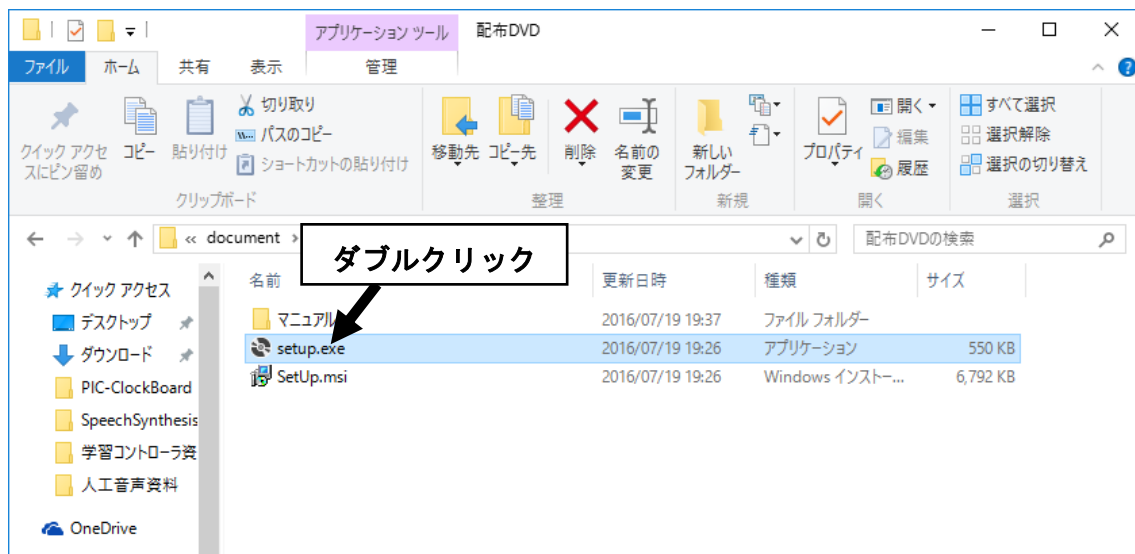 アプリケーション ツール 配布DVD
ファイル ホーム 共有 表示 管理
クイック アクセスにピン留め
コピー
貼り付け
切り取り
パスのコピー
ショートカットの貼り付け
移動先
コピー先
削除
名前の変更
新しいフォルダー
プロパティ
開く
編集
履歴
すべて選択
選択解除
選択の切り替え
クリップボード 整理 新規 開く 選択
« document › 配布DVDの検索
ダブルクリック
名前 更新日時 種類 サイズ
クイック アクセス
デスクトップ
ダウンロード
PIC-ClockBoard
SpeechSynthesis
学習コントローラ資
人工音声資料
OneDrive
マニュアル 2016/07/19 19:37 ファイル フォルダー
setup.exe 2016/07/19 19:26 アプリケーション 550 KB
SetUp.msi 2016/07/19 19:26 Windows インストー... 6,792 KB